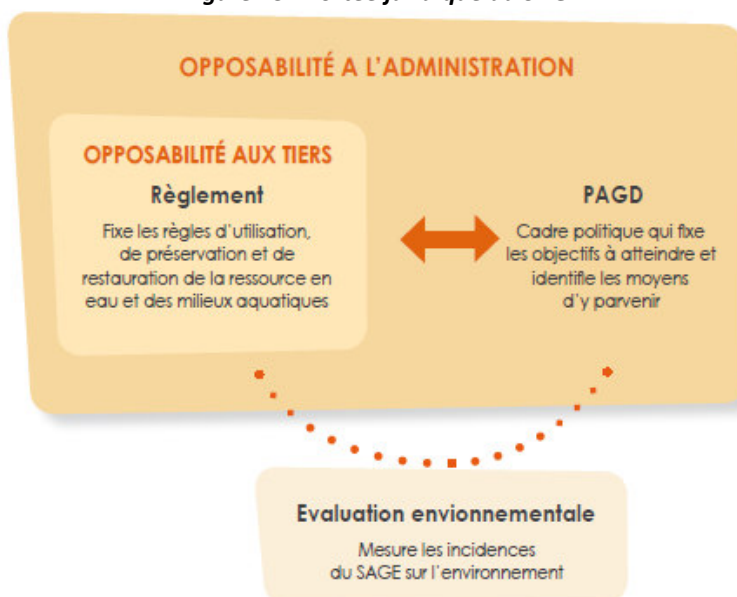 OPPOSABILITÉ A L'ADMINISTRATION
OPPOSABILITÉ AUX TIERS
Règlement
Fixe les règles d'utilisation,
de préservation et de
restauration de la ressource en
eau et des milieux aquatiques
PAGD
Cadre politique qui fixe
les objectifs à atteindre et
identifie les moyens
d'y parvenir
Evaluation envionnementale
Mesure les incidences
du SAGE sur l'environnement